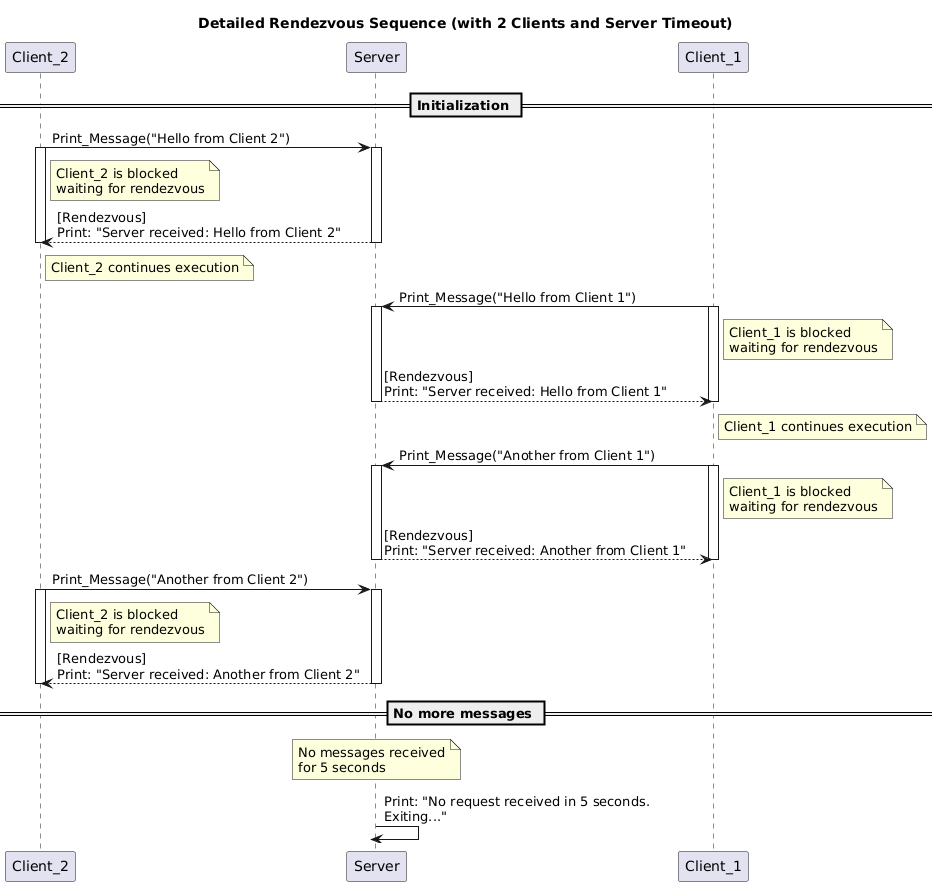 Detailed Rendezvous Sequence (with 2 Clients and Server Timeout)
Client_2
Server
Client_1
Initialization
Print_Message("Hello from Client 2")
Client_2 is blocked
waiting for rendezvous
[Rendezvous]
Print: "Server received: Hello from Client 2"
Client_2 continues execution
Print_Message("Hello from Client 1")
Client_1 is blocked
waiting for rendezvous
[Rendezvous]
Print: "Server received: Hello from Client 1"
Client_1 continues execution
Print_Message("Another from Client 1")
Client_1 is blocked
waiting for rendezvous
[Rendezvous]
Print: "Server received: Another from Client 1"
Print_Message("Another from Client 2")
Client_2 is blocked
waiting for rendezvous
[Rendezvous]
Print: "Server received: Another from Client 2"
No more messages
No messages received
for 5 seconds
Print: "No request received in 5 seconds.
Exiting..."
Client_2
Server
Client_1